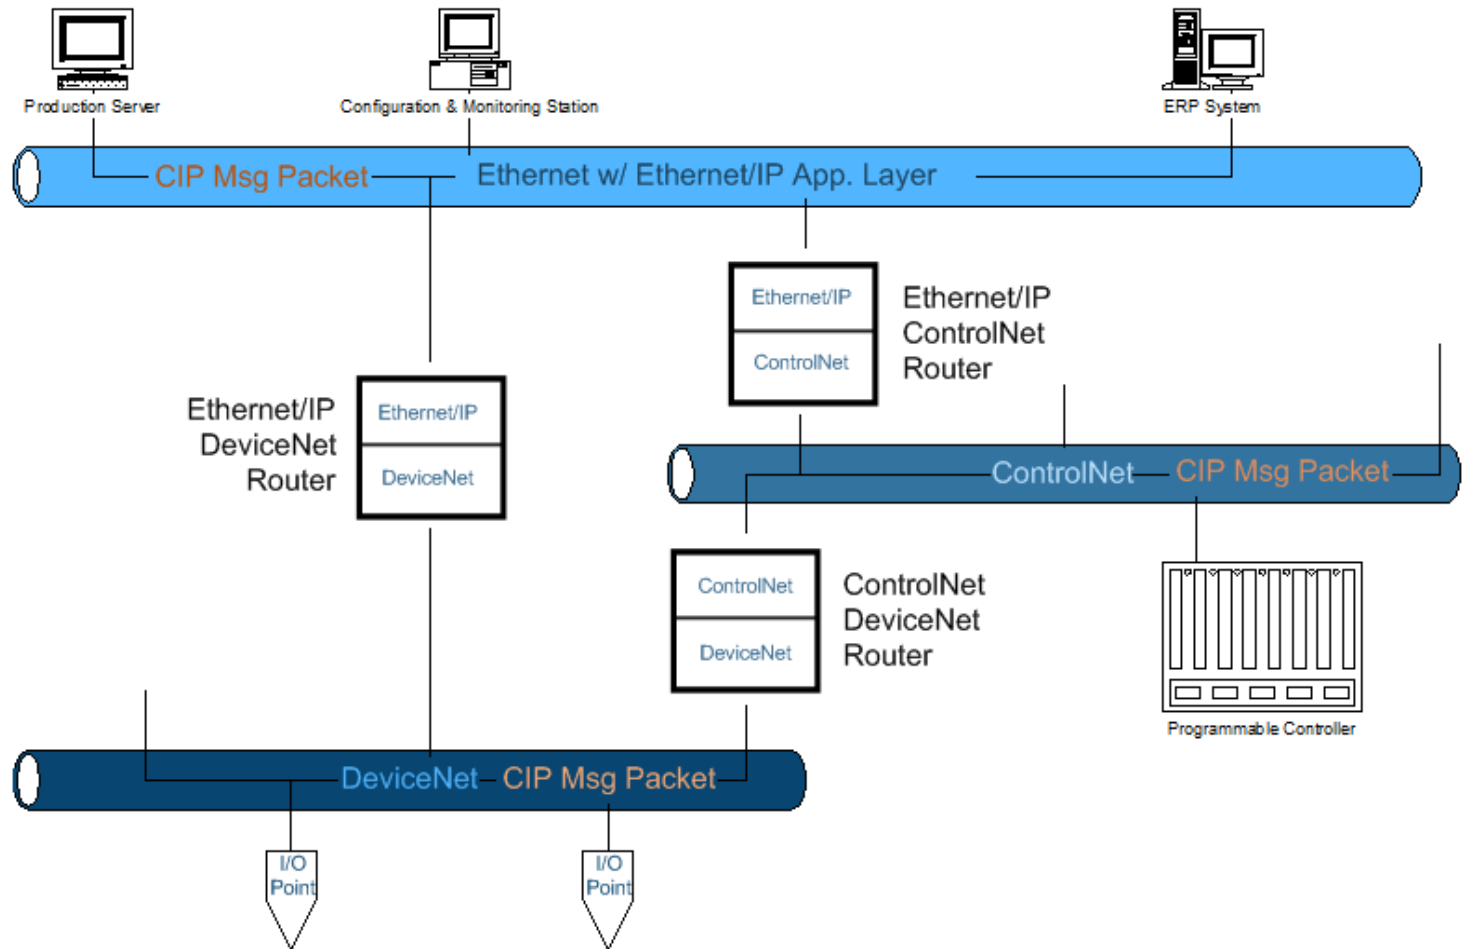 Production Server
Configuration & Monitoring Station
ERP System
CIP Msg Packet
Ethernet w/ Ethernet/IP App. Layer
Ethernet/IP
ControlNet
Ethernet/IP
ControlNet
Router
Ethernet/IP
DeviceNet
Router
Ethernet/IP
DeviceNet
ControlNet
CIP Msg Packet
ControlNet
DeviceNet
ControlNet
DeviceNet
Router
Programmable Controller
DeviceNet
CIP Msg Packet
I/O
Point
I/O
Point